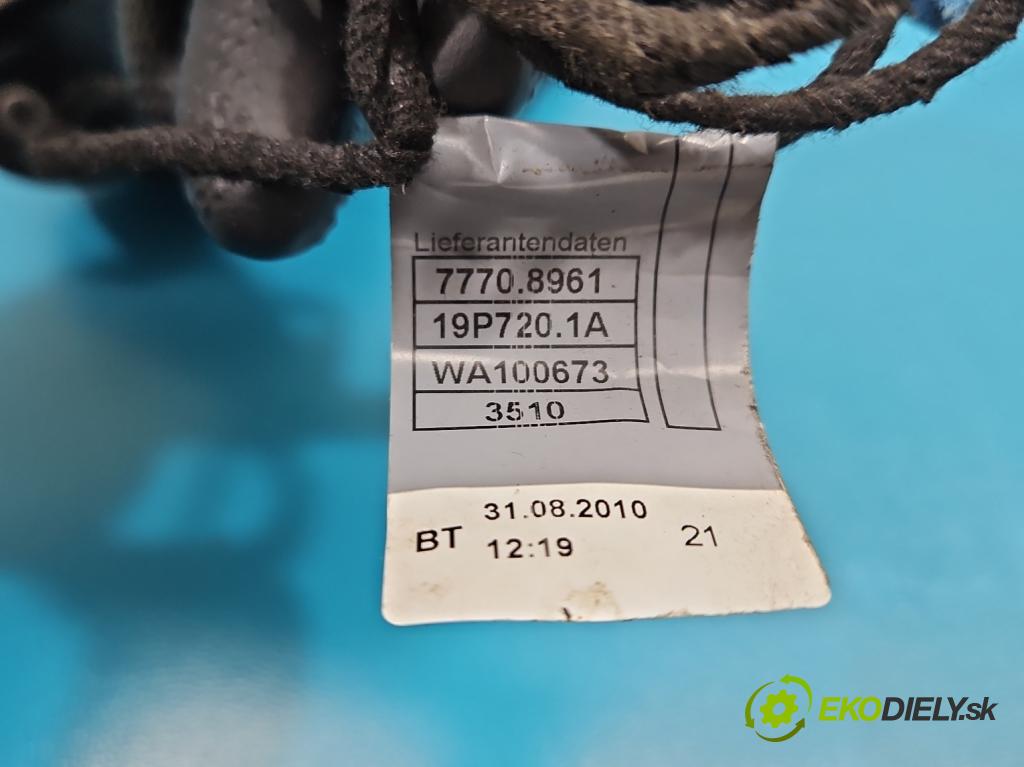 Lieferantendaten
7770.8961
19P720.1A
WA100673
3510
BT 31.08.2010
12:19 21
EKODIELY.sk